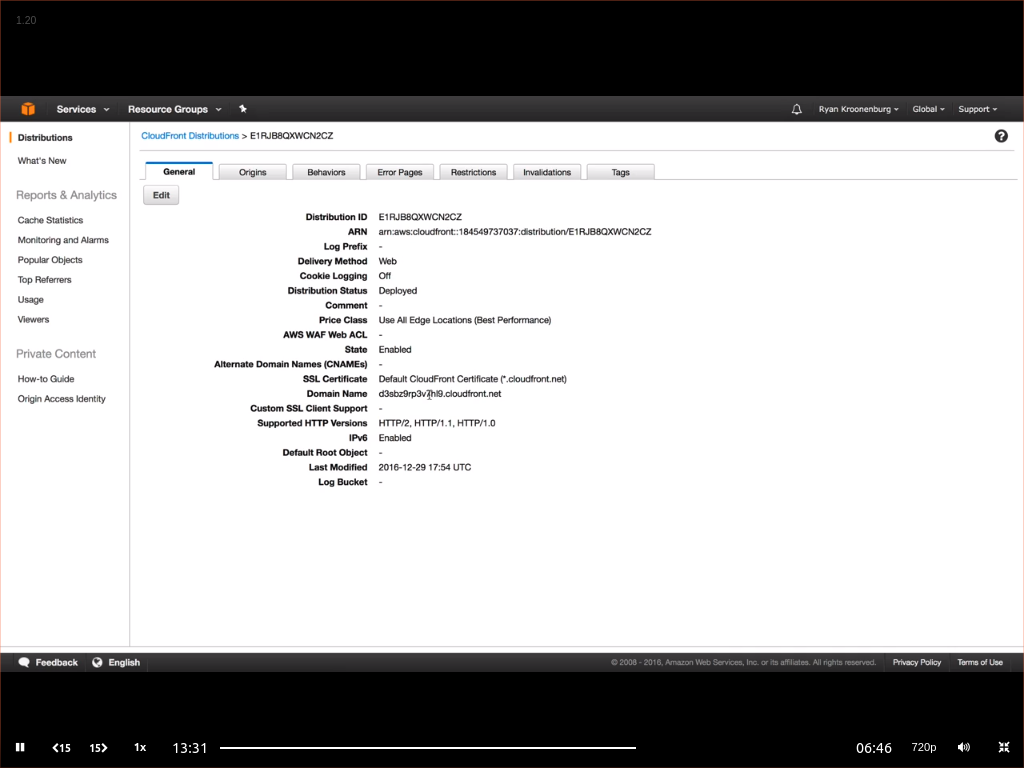 1.20
Services Resource Groups Ryan Kroonenburg Global Support
Distributions
What's New
Reports & Analytics
Cache Statistics
Monitoring and Alarms
Popular Objects
Top Referrers
Usage
Viewers
Private Content
How-to Guide
Origin Access Identity
CloudFront Distributions > E1RJB8QXWCN2CZ
General Origins Behaviors Error Pages Restrictions Invalidations Tags
Edit
Distribution ID E1RJB8QXWCN2CZ
ARN arn:aws:cloudfront::184549737037:distribution/E1RJB8QXWCN2CZ
Log Prefix -
Delivery Method Web
Cookie Logging Off
Distribution Status Deployed
Comment -
Price Class Use All Edge Locations (Best Performance)
AWS WAF Web ACL -
State Enabled
Alternate Domain Names (CNAMEs) -
SSL Certificate Default CloudFront Certificate (*.cloudfront.net)
Domain Name
Custom SSL Client Support -
Supported HTTP Versions HTTP/2, HTTP/1.1, HTTP/1.0
IPv6 Enabled
Default Root Object -
Last Modified 2016-12-29 17:54 UTC
Log Bucket -
Feedback English © 2008 - 2016, Amazon Web Services, Inc. or its affiliates. All rights reserved. Privacy Policy Terms of Use
15 15 1x 13:31 06:46 720p